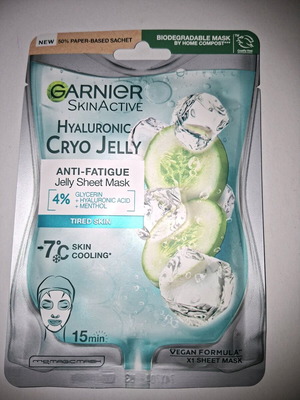 NEW 50% PAPER-BASED SACHET
BIODEGRADABLE MASK
BY HOME COMPOST
GARNIER
SKINACTIVE
HYALURONIC
CRYO JELLY
ANTI-FATIGUE
Jelly Sheet Mask
4% GLYCERIN
+ HYALURONIC ACID
+ MENTHOL
TIRED SKIN
-7°C SKIN
COOLING*
15min
VEGAN FORMULA
X1 SHEET MASK